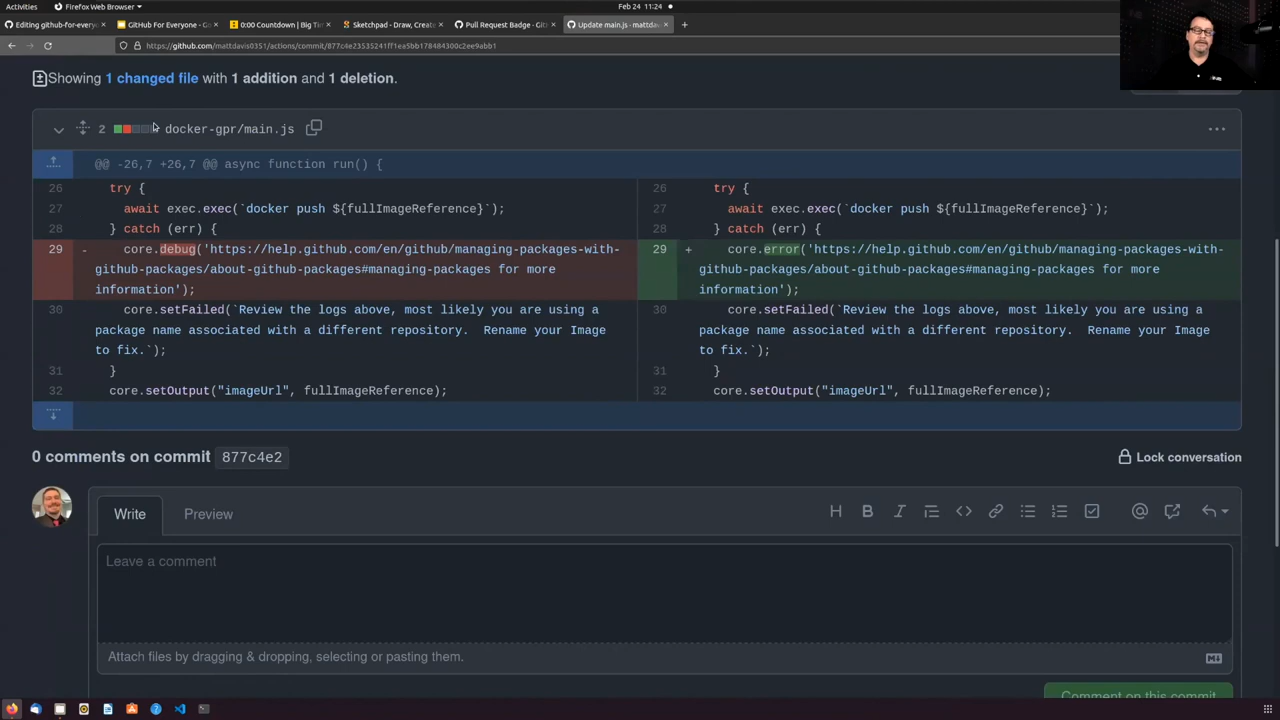 Activities
Firefox Web Browser
Feb 24 11:24
Editing github-for-every
GitHub For Everyone - Go
0:00 Countdown | Big Ti
Sketchpad - Draw, Create
Pull Request Badge - Git
Update main.js · mattdav
https://github.com/mattdavis0351/actions/commit/877c4e23535241ff1ea5bb178484300c2ee9abb1
Showing 1 changed file with 1 addition and 1 deletion.
2 docker-gpr/main.js
@@ -26,7 +26,7 @@ async function run() {
26 try {
27 await exec.exec(`docker push ${fullImageReference}`);
28 } catch (err) {
29 - core.debug('https://help.github.com/en/github/managing-packages-with-
github-packages/about-github-packages#managing-packages for more
information');
30 core.setFailed(`Review the logs above, most likely you are using a
package name associated with a different repository.  Rename your Image
to fix.`);
31 }
32 core.setOutput("imageUrl", fullImageReference);
26 try {
27 await exec.exec(`docker push ${fullImageReference}`);
28 } catch (err) {
29 + core.error('https://help.github.com/en/github/managing-packages-with-
github-packages/about-github-packages#managing-packages for more
information');
30 core.setFailed(`Review the logs above, most likely you are using a
package name associated with a different repository.  Rename your Image
to fix.`);
31 }
32 core.setOutput("imageUrl", fullImageReference);
0 comments on commit 877c4e2
Lock conversation
Write
Preview
Leave a comment
Attach files by dragging & dropping, selecting or pasting them.
Comment on this commit